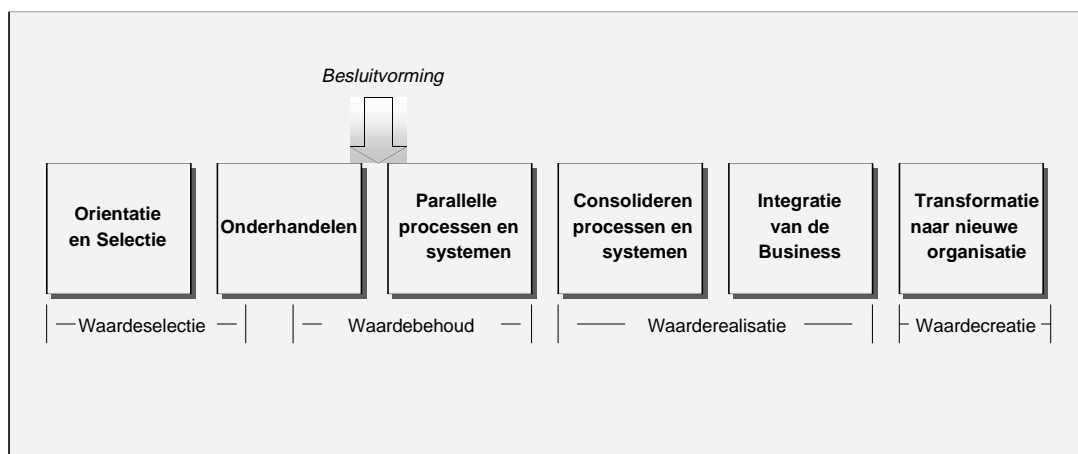 Besluitvorming
Orientatie
en Selectie
Onderhandelen
Parallelle
processen en
systemen
Consolideren
processen en
systemen
Integratie
van de
Business
Transformatie
naar nieuwe
organisatie
Waardeselectie
Waardebehoud
Waarderealisatie
Waardecreatie